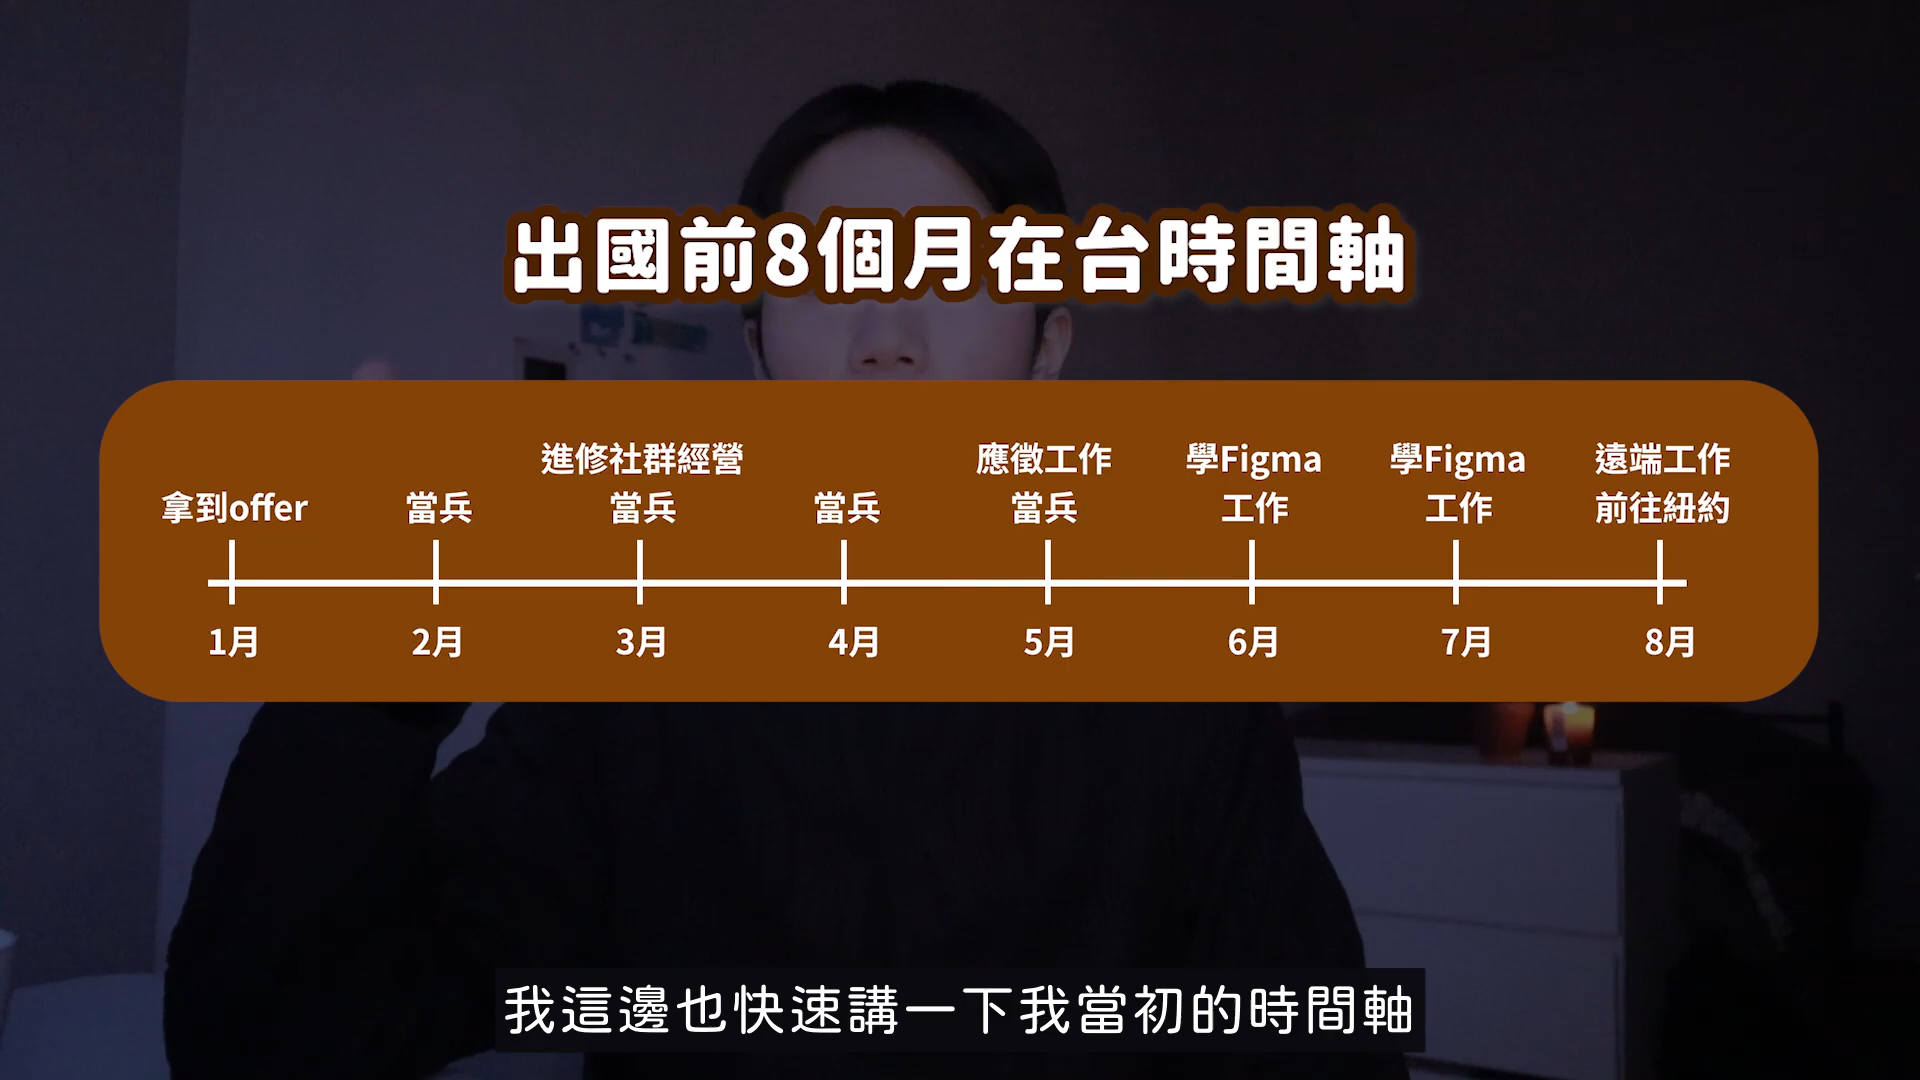 出國前8個月在台時間軸
進修社群經營 應徵工作 學Figma 學Figma 遠端工作
拿到offer 當兵 當兵 當兵 當兵 工作 工作 前往紐約
1月 2月 3月 4月 5月 6月 7月 8月
我這邊也快速講一下我當初的時間軸